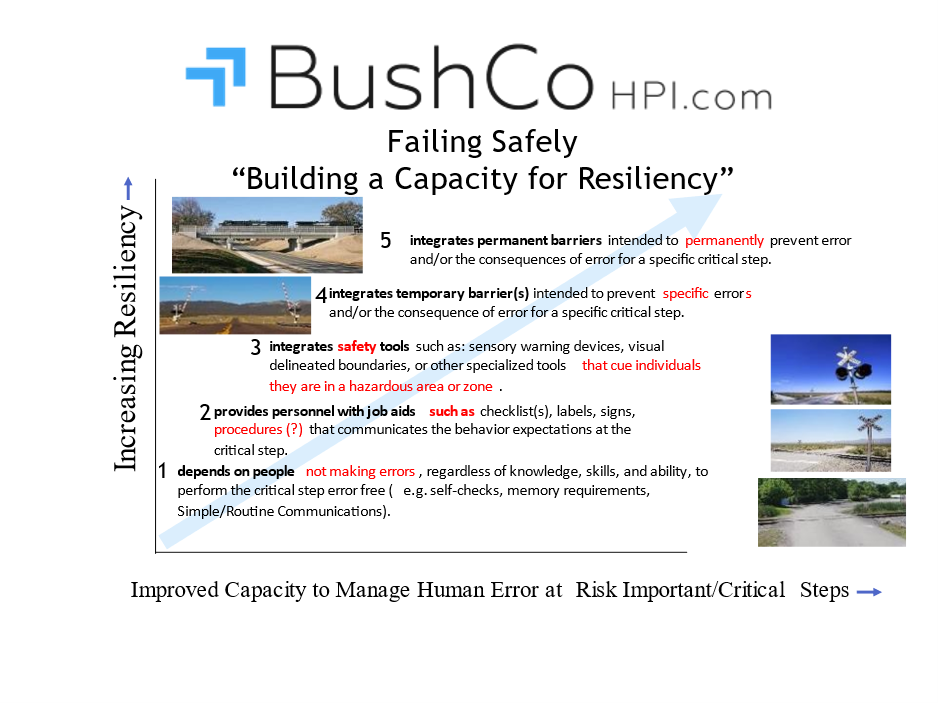 BushCo HPI.com
Failing Safely
“Building a Capacity for Resiliency”
Increasing Resiliency
5 integrates permanent barriers intended to permanently prevent error
and/or the consequences of error for a specific critical step.
4 integrates temporary barrier(s) intended to prevent specific errors
and/or the consequence of error for a specific critical step.
3 integrates safety tools such as: sensory warning devices, visual
delineated boundaries, or other specialized tools that cue individuals
they are in a hazardous area or zone .
2 provides personnel with job aids such as checklist(s), labels, signs,
procedures (?) that communicates the behavior expectations at the
critical step.
1 depends on people not making errors , regardless of knowledge, skills, and ability, to
perform the critical step error free ( e.g. self-checks, memory requirements,
Simple/Routine Communications).
Improved Capacity to Manage Human Error at Risk Important/Critical Steps